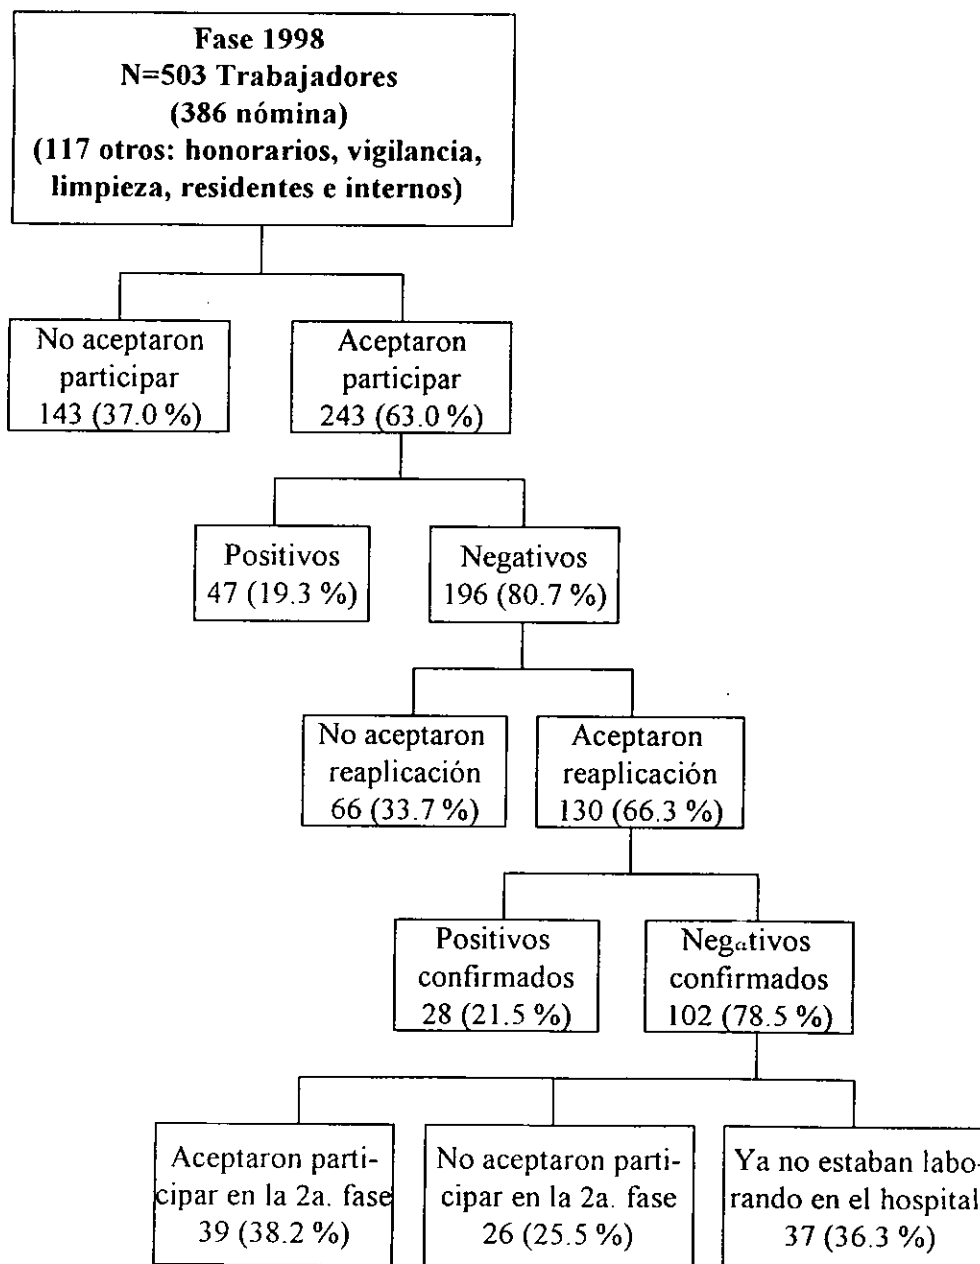 Fase 1998
N=503 Trabajadores
(386 nómina)
(117 otros: honorarios, vigilancia,
limpieza, residentes e internos)
No aceptaron
participar
143 (37.0 %)
Aceptaron
participar
243 (63.0 %)
Positivos
47 (19.3 %)
Negativos
196 (80.7 %)
No aceptaron
reaplicación
66 (33.7 %)
Aceptaron
reaplicación
130 (66.3 %)
Positivos
confirmados
28 (21.5 %)
Negativos
confirmados
102 (78.5 %)
Aceptaron parti-
cipar en la 2a. fase
39 (38.2 %)
No aceptaron parti-
cipar en la 2a. fase
26 (25.5 %)
Ya no estaban labo-
rando en el hospital
37 (36.3 %)